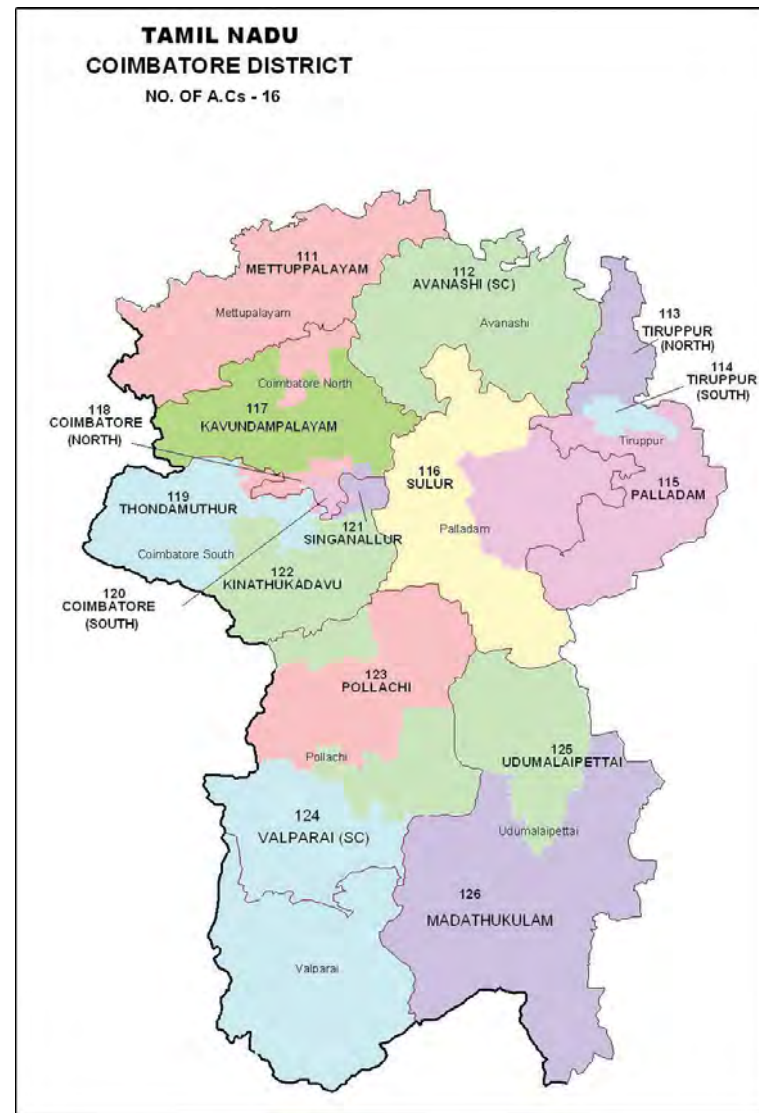 TAMIL NADU
COIMBATORE DISTRICT
NO. OF A.Cs - 16
111
METTUPPALAYAM
Mettupalayam
112
AVANASHI (SC)
Avanashi
113
TIRUPPUR
(NORTH)
114
TIRUPPUR
(SOUTH)
Tiruppur
Coimbatore North
117
KAVUNDAMPALAYAM
118
COIMBATORE
(NORTH)
116
SULUR
Palladam
115
PALLADAM
119
THONDAMUTHUR
Coimbatore South
121
SINGANALLUR
122
KINATHUKADAVU
120
COIMBATORE
(SOUTH)
123
POLLACHI
Pollachi
125
UDUMALAIPETTAI
Udumalaipettai
124
VALPARAI (SC)
Valparai
126
MADATHUKULAM